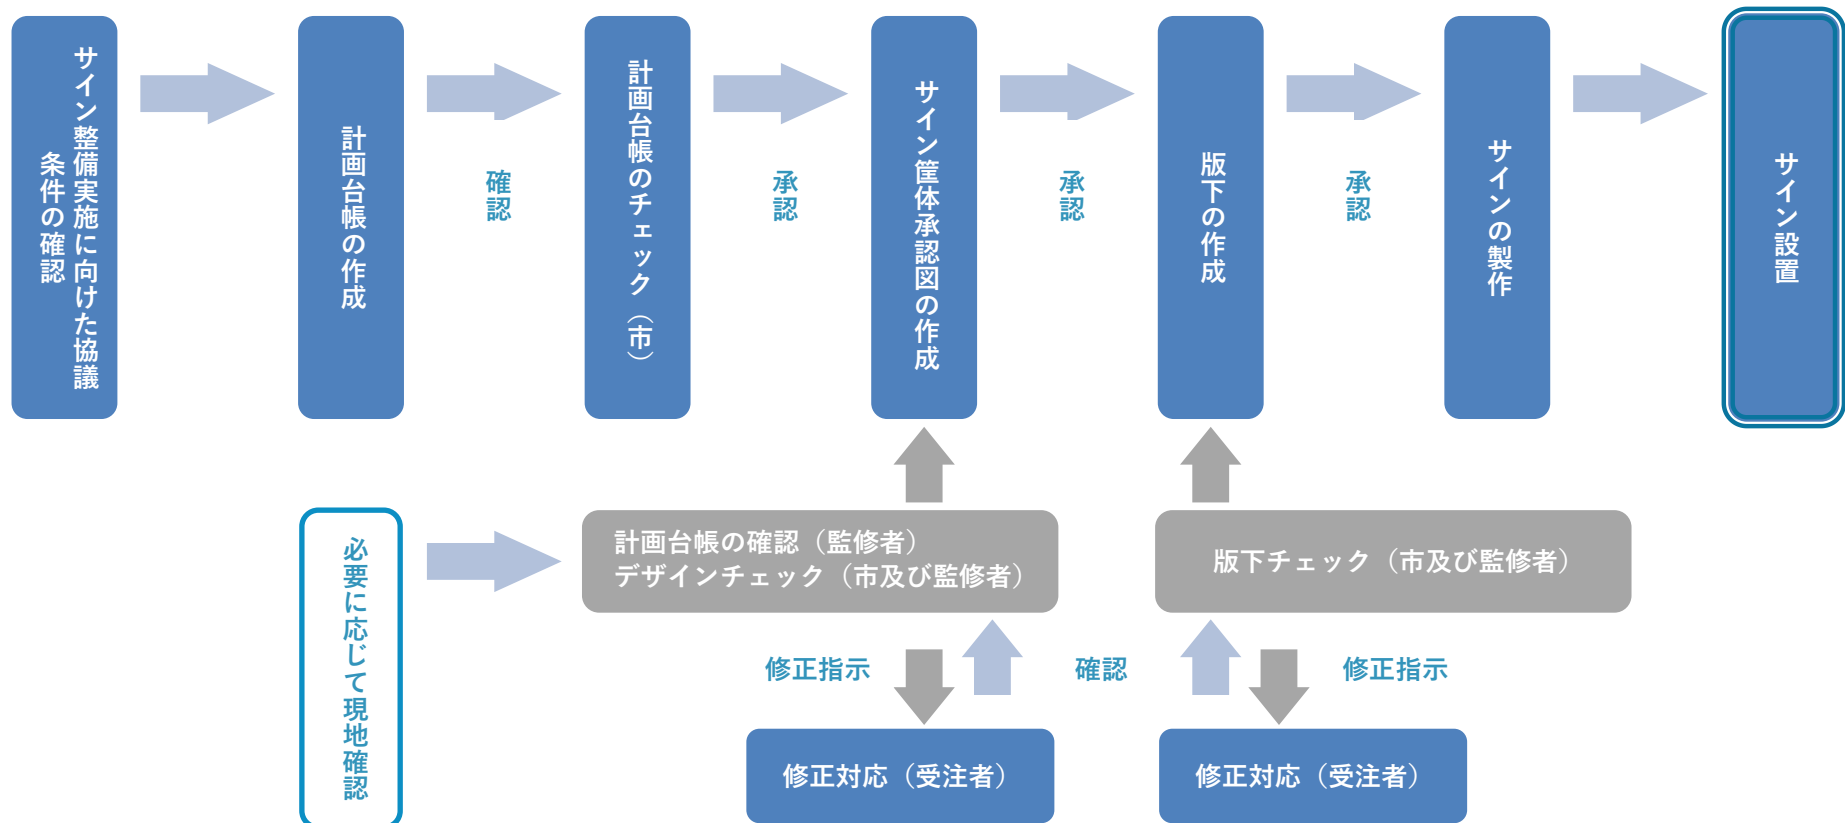 サイン整備実施に向けた協議
条件の確認
計画台帳の作成
確認
計画台帳のチェック（市）
承認
サイン筐体承認図の作成
承認
版下の作成
承認
サインの製作
サイン設置
必要に応じて現地確認
計画台帳の確認（監修者）
デザインチェック（市及び監修者）
版下チェック（市及び監修者）
修正指示
確認
修正指示
修正対応（受注者）
修正対応（受注者）